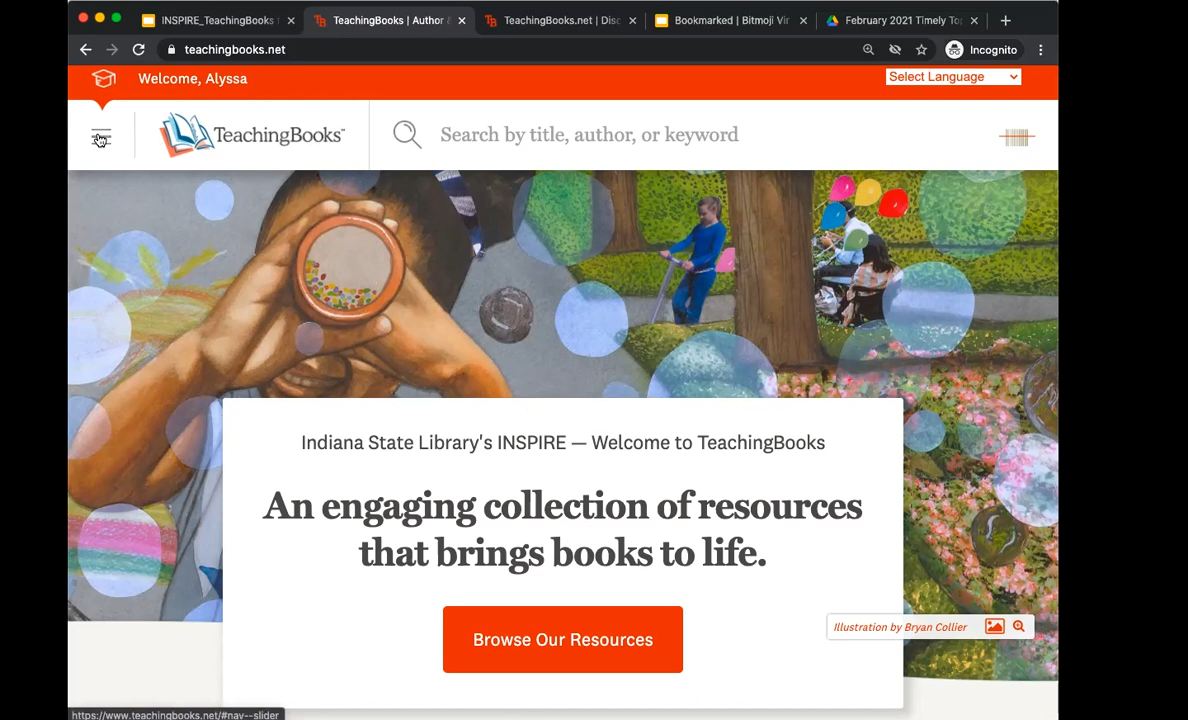 INSPIRE_TeachingBooks
TeachingBooks | Author
TeachingBooks.net | Disc
Bookmarked | Bitmoji Vir
February 2021 Timely To
teachingbooks.net
Incognito
Welcome, Alyssa
Select Language
TeachingBooks
Search by title, author, or keyword
Indiana State Library's INSPIRE — Welcome to TeachingBooks
An engaging collection of resources
that brings books to life.
Browse Our Resources
Illustration by Bryan Collier
https://www.teachingbooks.net/#nav--slider